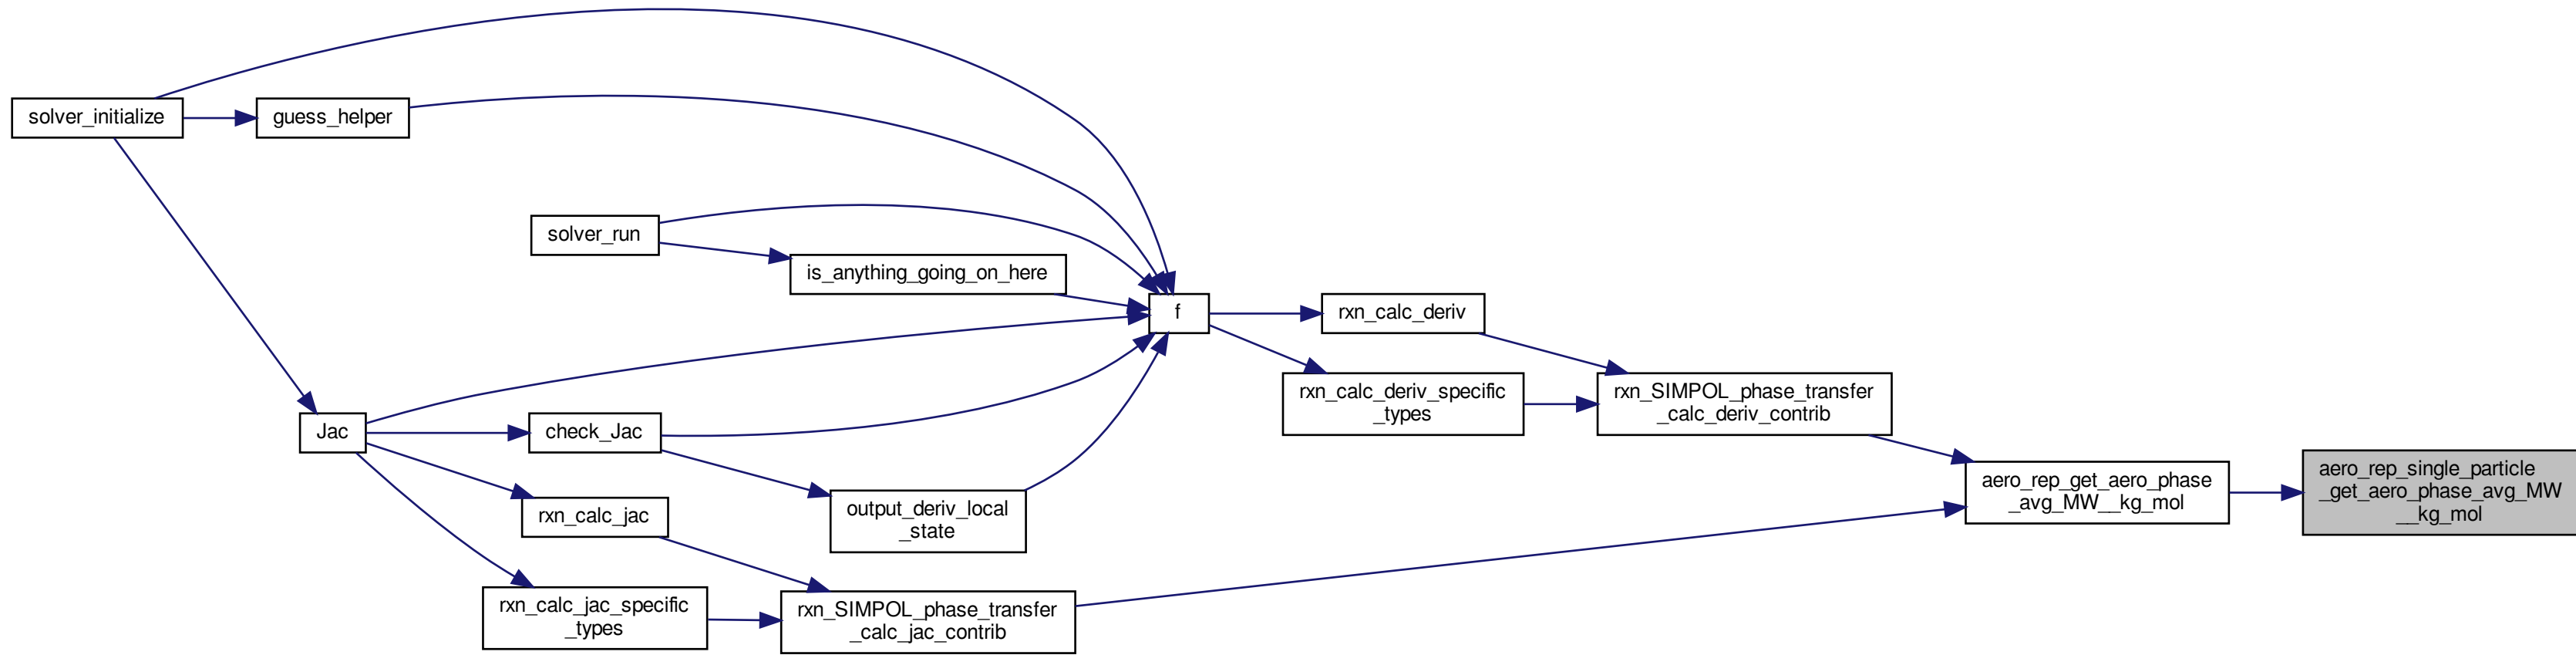 solver_initialize
guess_helper
solver_run
is_anything_going_on_here
f
rxn_calc_deriv
rxn_calc_deriv_specific
_types
rxn_SIMPOL_phase_transfer
_calc_deriv_contrib
Jac
check_Jac
rxn_calc_jac
output_deriv_local
_state
aero_rep_get_aero_phase
_avg_MW__kg_mol
aero_rep_single_particle
_get_aero_phase_avg_MW
__kg_mol
rxn_calc_jac_specific
_types
rxn_SIMPOL_phase_transfer
_calc_jac_contrib